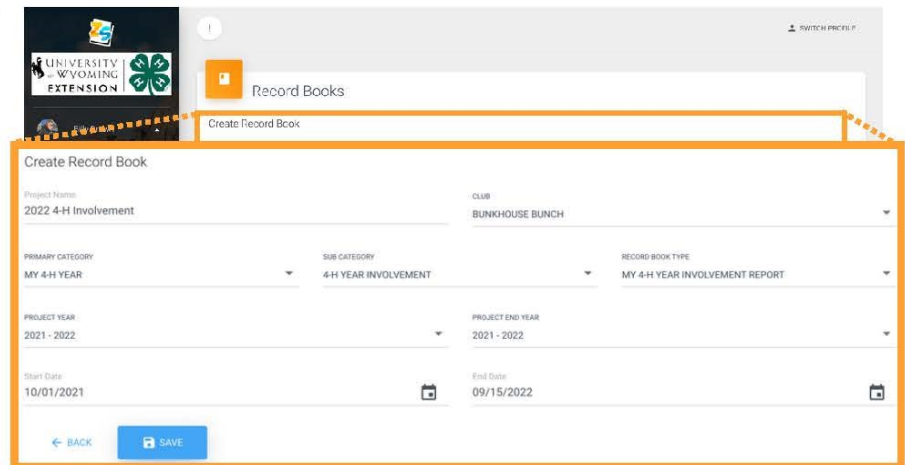 SWITCH PROFILE
UNIVERSITY
OF WYOMING
EXTENSION
H H H H
Record Books
Create Record Book
Create Record Book
Project Name
2022 4-H Involvement
CLUB
BUNKHOUSE BUNCH
PRIMARY CATEGORY
MY 4-H YEAR
SUB CATEGORY
4-H YEAR INVOLVEMENT
RECORD BOOK TYPE
MY 4-H YEAR INVOLVEMENT REPORT
PROJECT YEAR
2021 - 2022
PROJECT END YEAR
2021 - 2022
Start Date
10/01/2021
End Date
09/15/2022
BACK
SAVE